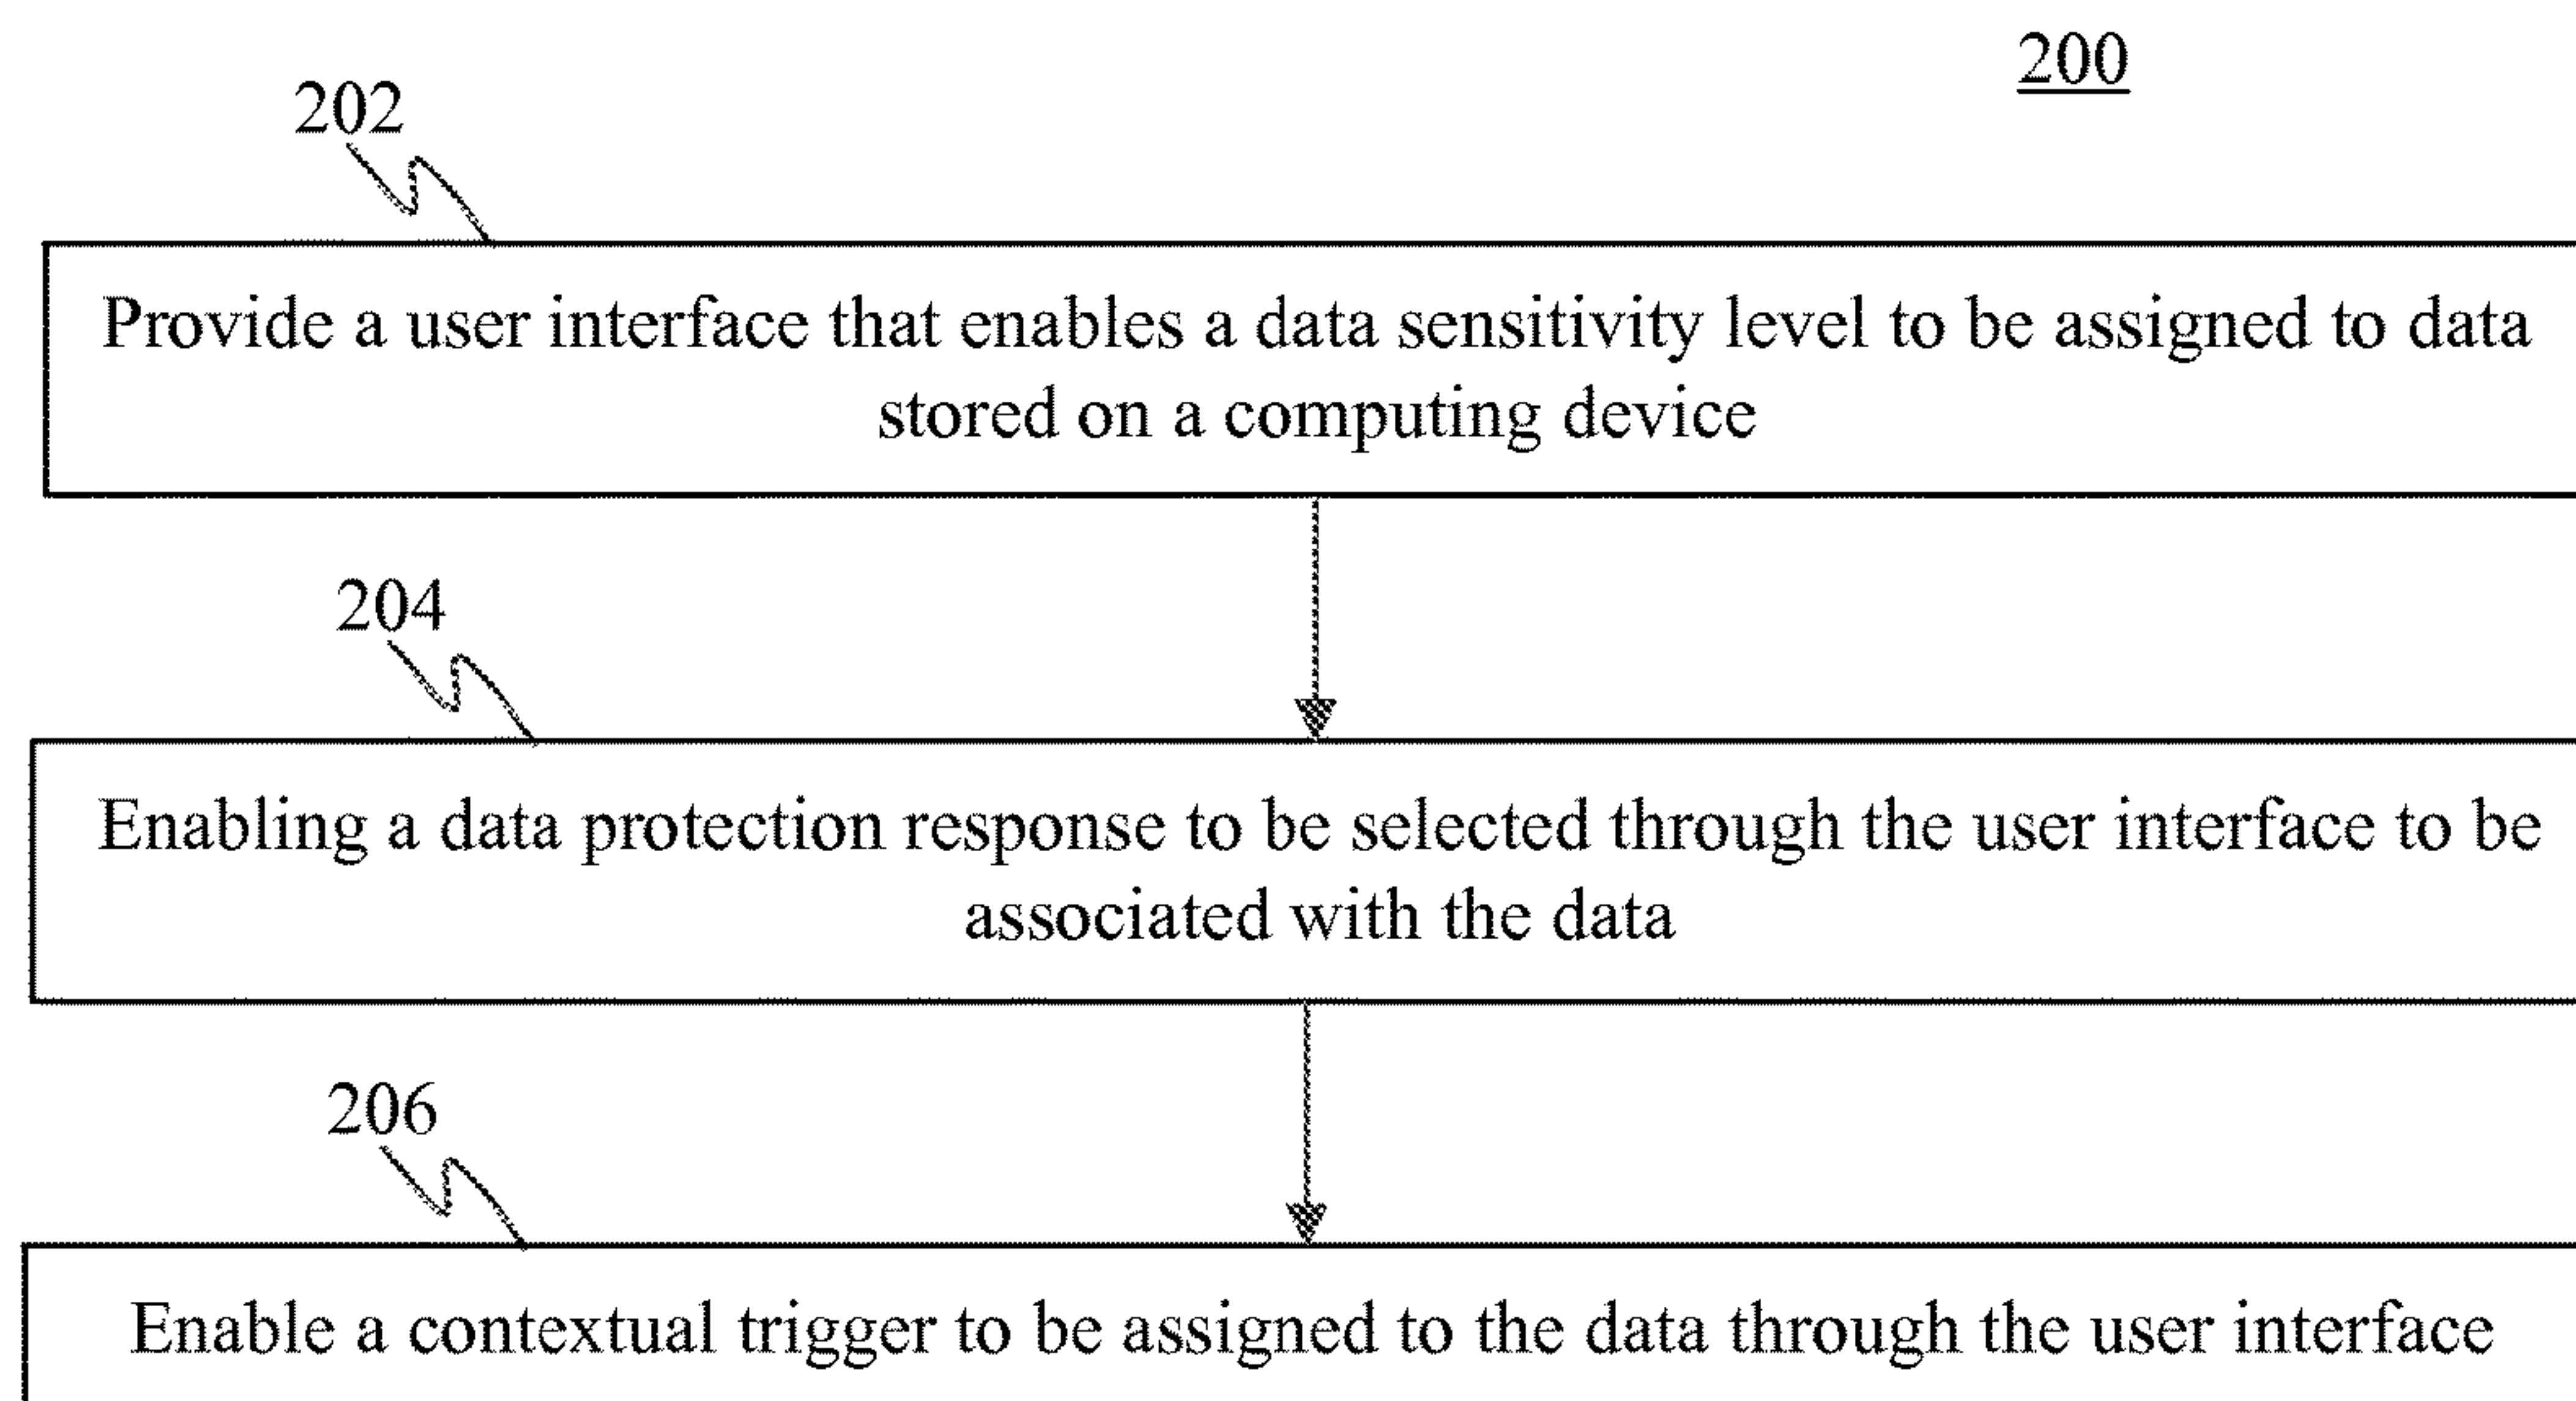 200
202
Provide a user interface that enables a data sensitivity level to be assigned to data
stored on a computing device
204
Enabling a data protection response to be selected through the user interface to be
associated with the data
206
Enable a contextual trigger to be assigned to the data through the user interface